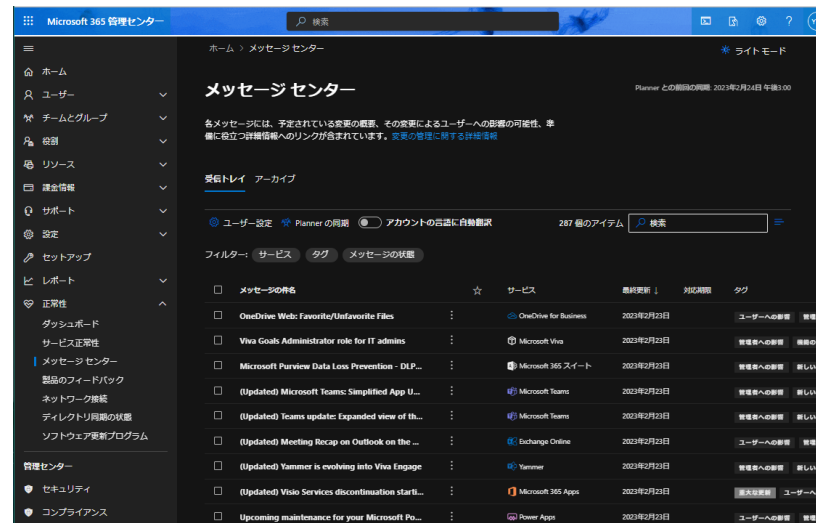 Microsoft 365 管理センター
検索
ホーム > メッセージ センター
ライト モード
ホーム
ユーザー
チームとグループ
役割
リソース
課金情報
サポート
設定
セットアップ
レポート
正常性
ダッシュボード
サービス正常性
メッセージ センター
製品のフィードバック
ネットワーク接続
ディレクトリ同期の状態
ソフトウェア更新プログラム
管理センター
セキュリティ
コンプライアンス
メッセージ センター
Planner との前回の同期: 2023年2月24日 午後3:00
各メッセージには、予定されている変更の概要、その変更によるユーザーへの影響の可能性、準
備に役立つ詳細情報へのリンクが含まれています。変更の管理に関する詳細情報
受信トレイ アーカイブ
ユーザー設定 Planner の同期 アカウントの言語に自動翻訳 287 個のアイテム 検索
フィルター: サービス タグ メッセージの状態
メッセージの件名 サービス 最終更新 ↓ 対応期限 タグ
OneDrive Web: Favorite/Unfavorite Files OneDrive for Business 2023年2月23日 ユーザーへの影響 管理
Viva Goals Administrator role for IT admins Microsoft Viva 2023年2月23日 管理者への影響 機能の
Microsoft Purview Data Loss Prevention - DLP... Microsoft 365 スイート 2023年2月23日 管理者への影響 新しい
(Updated) Microsoft Teams: Simplified App U... Microsoft Teams 2023年2月23日 管理者への影響 新しい
(Updated) Teams update: Expanded view of th... Microsoft Teams 2023年2月23日 管理者への影響 新しい
(Updated) Meeting Recap on Outlook on the ... Exchange Online 2023年2月23日 ユーザーへの影響 管理
(Updated) Yammer is evolving into Viva Engage Yammer 2023年2月23日 管理者への影響 新しい
(Updated) Visio Services discontinuation starti... Microsoft 365 Apps 2023年2月23日 重大な更新 ユーザーへ
Upcoming maintenance for your Microsoft Po... Power Apps 2023年2月23日 ユーザーへの影響 管理